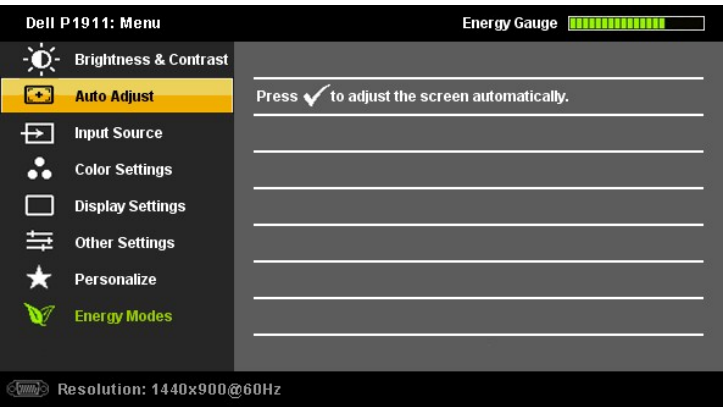 Dell P1911: Menu
Energy Gauge
Brightness & Contrast
Auto Adjust
Press ✓ to adjust the screen automatically.
Input Source
Color Settings
Display Settings
Other Settings
Personalize
Energy Modes
Resolution: 1440x900@60Hz